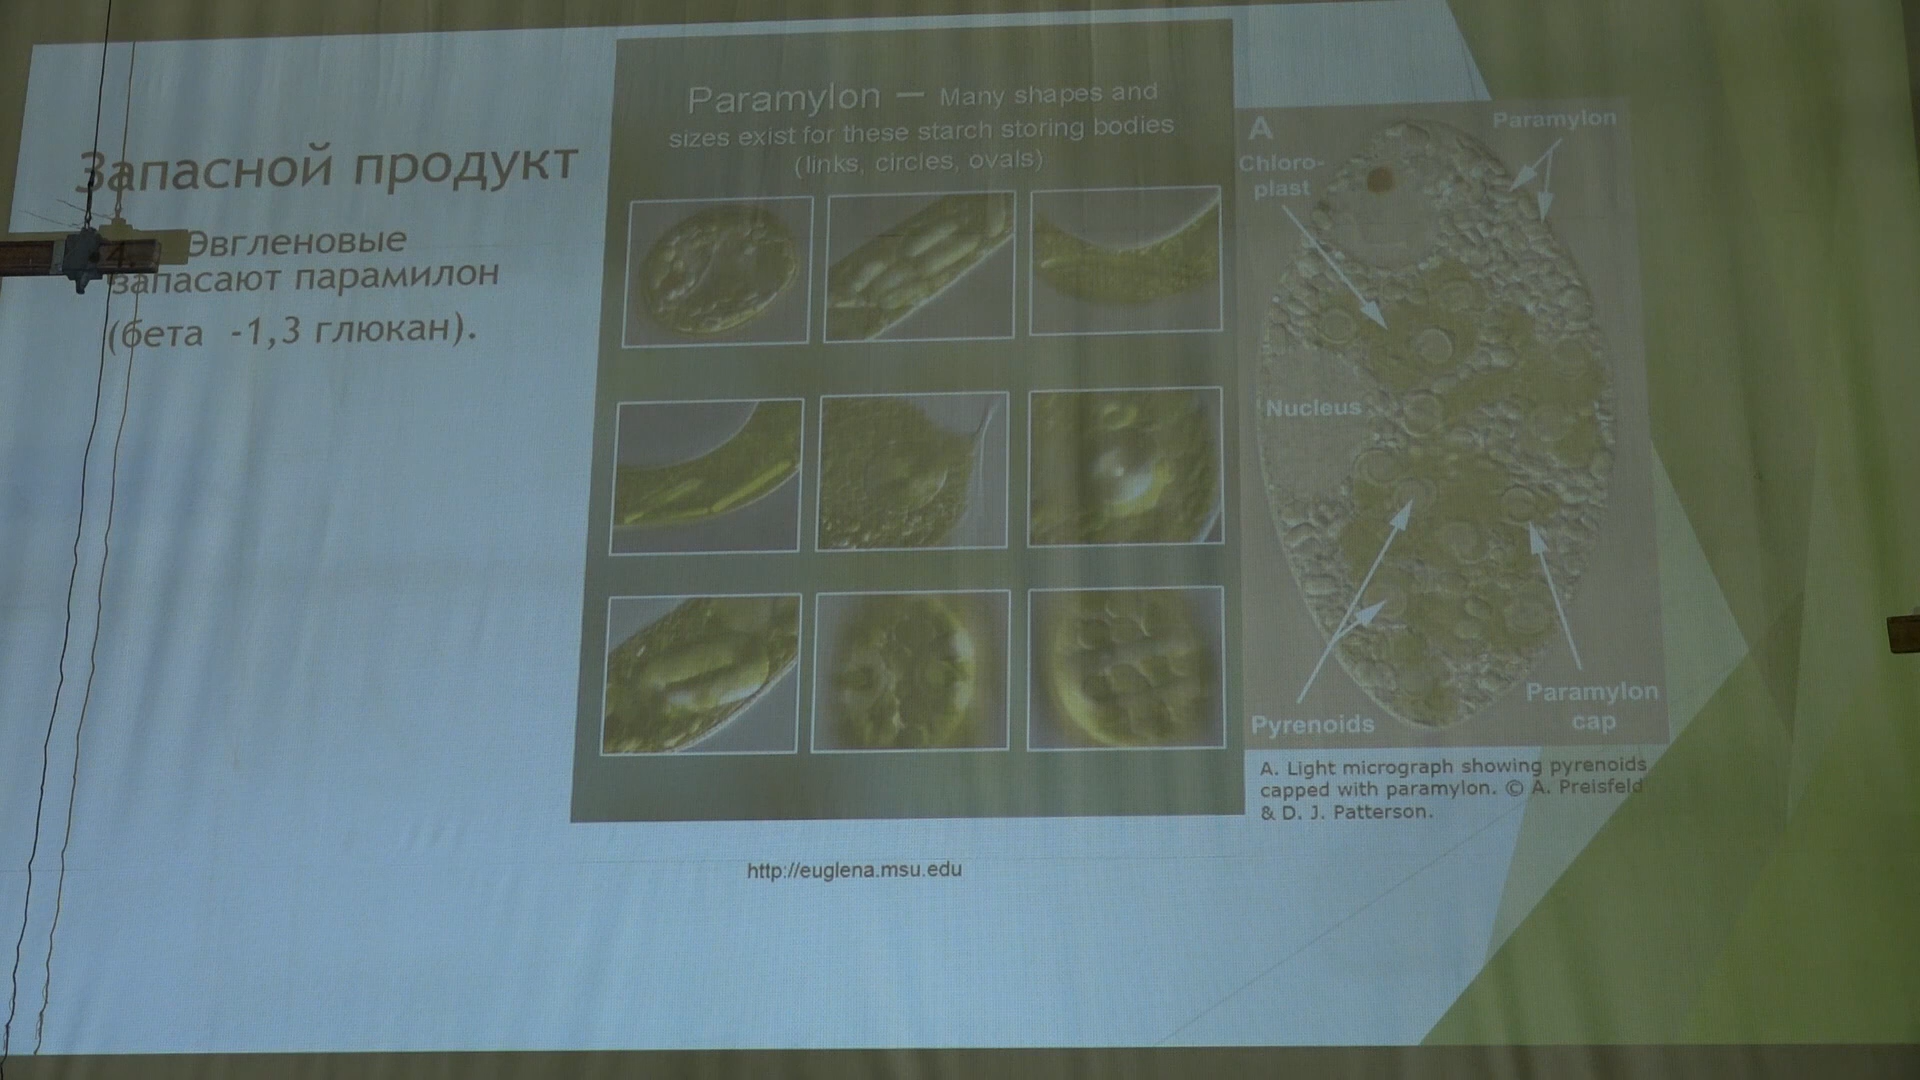 Запасной продукт
4. Эвгленовые
запасают парамилон
(бета -1,3 глюкан).
Paramylon — Many shapes and
sizes exist for these starch storing bodies
(links, circles, ovals)
http://euglena.msu.edu
A
Paramylon
Chloro-
plast
Nucleus
Pyrenoids
Paramylon
cap
A. Light micrograph showing pyrenoids
capped with paramylon. © A. Preisfeld
& D. J. Patterson.